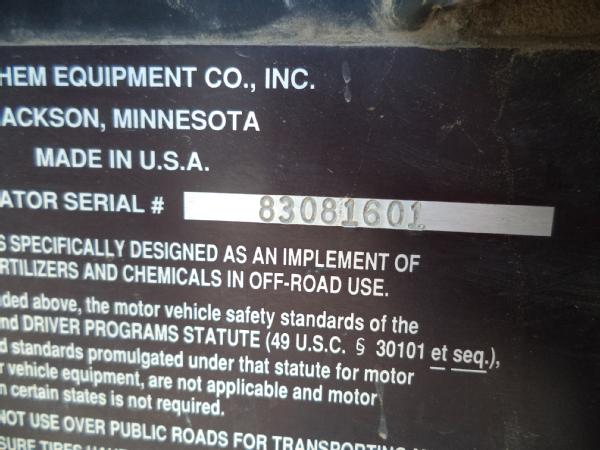 HEM EQUIPMENT CO., INC.
ACKSON, MINNESOTA
MADE IN U.S.A.
ATOR SERIAL # 83081601
S SPECIFICALLY DESIGNED AS AN IMPLEMENT OF
RTILIZERS AND CHEMICALS IN OFF-ROAD USE.
ded above, the motor vehicle safety standards of the
nd DRIVER PROGRAMS STATUTE (49 U.S.C. § 30101 et seq.),
d standards promulgated under that statute for motor
r vehicle equipment, are not applicable and motor
n certain states is not required.
NOT USE OVER PUBLIC ROADS FOR TRANSPORTING
SURE TIRES